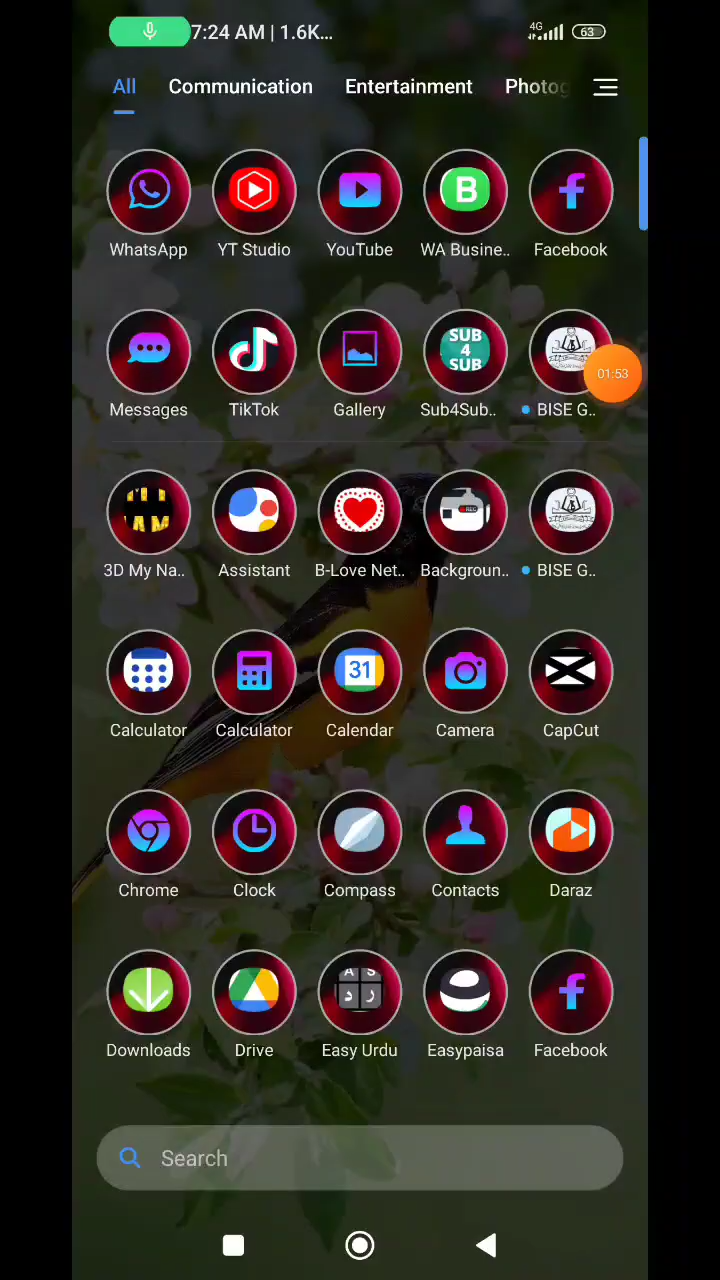 7:24 AM | 1.6K...
4G
63
All
Communication
Entertainment
Photog
WhatsApp
YT Studio
YouTube
WA Busine..
Facebook
SUB
4
SUB
01:53
Messages
TikTok
Gallery
Sub4Sub..
BISE G..
REC
3D My Na..
Assistant
B-Love Net..
Backgroun..
BISE G..
31
Calculator
Calculator
Calendar
Camera
CapCut
Chrome
Clock
Compass
Contacts
Daraz
A S
د ر
Downloads
Drive
Easy Urdu
Easypaisa
Facebook
Search